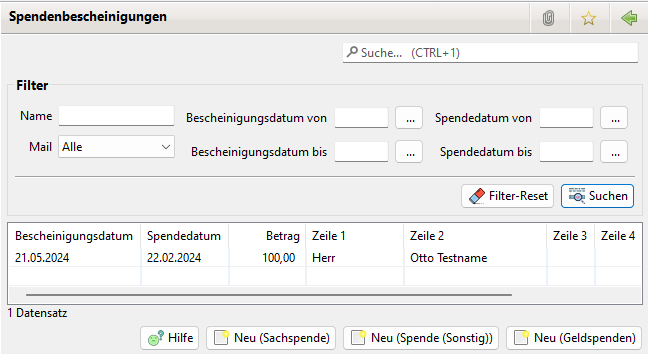 Spendenbescheinigungen
Suche... (CTRL+1)
Filter
Name Bescheinigungsdatum von ... Spendedatum von ...
Mail Alle Bescheinigungsdatum bis ... Spendedatum bis ...
Filter-Reset Suchen
Bescheinigungsdatum Spendedatum Betrag Zeile 1 Zeile 2 Zeile 3 Zeile 4
21.05.2024 22.02.2024 100,00 Herr Otto Testname
1 Datensatz
Hilfe Neu (Sachspende) Neu (Spende (Sonstig)) Neu (Geldspenden)